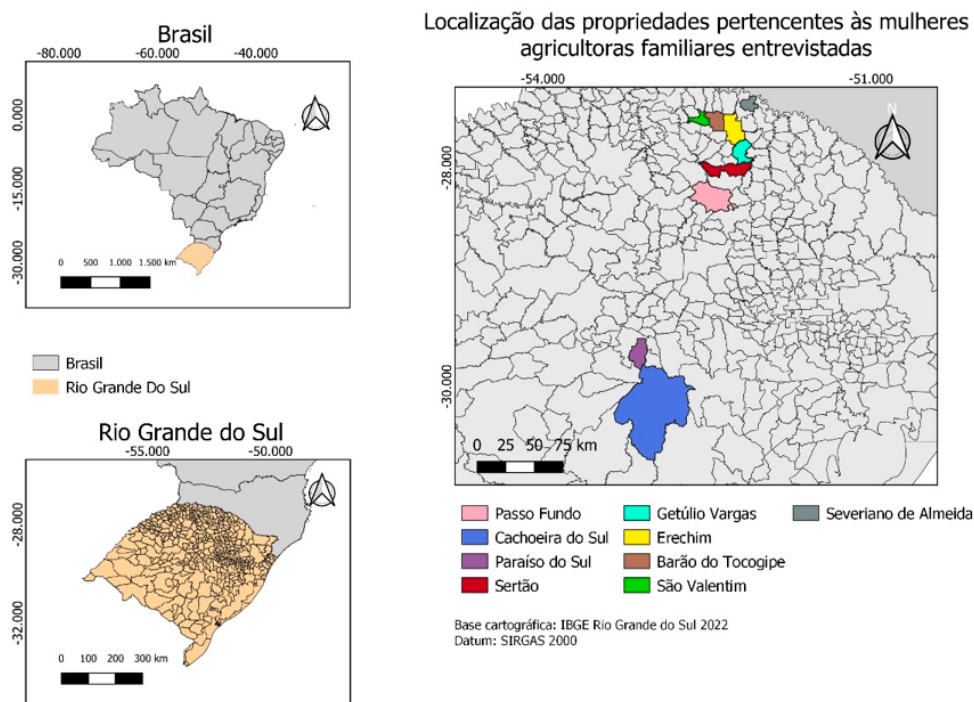 Brasil
-80.000 -60.000 -40.000
0.000
-15.000
-30.000
0 500 1.000 1.500 km
Brasil
Rio Grande Do Sul
Rio Grande do Sul
-55.000 -50.000
-28.000
-32.000
0 100 200 300 km
Localização das propriedades pertencentes às mulheres
agricultoras familiares entrevistadas
-54.000 -51.000
N
-28.000
-30.000
0 25 50 75 km
Passo Fundo Getúlio Vargas Severiano de Almeida
Cachoeira do Sul Erechim
Paraíso do Sul Barão do Tocogipe
Sertão São Valentim
Base cartográfica: IBGE Rio Grande do Sul 2022
Datum: SIRGAS 2000